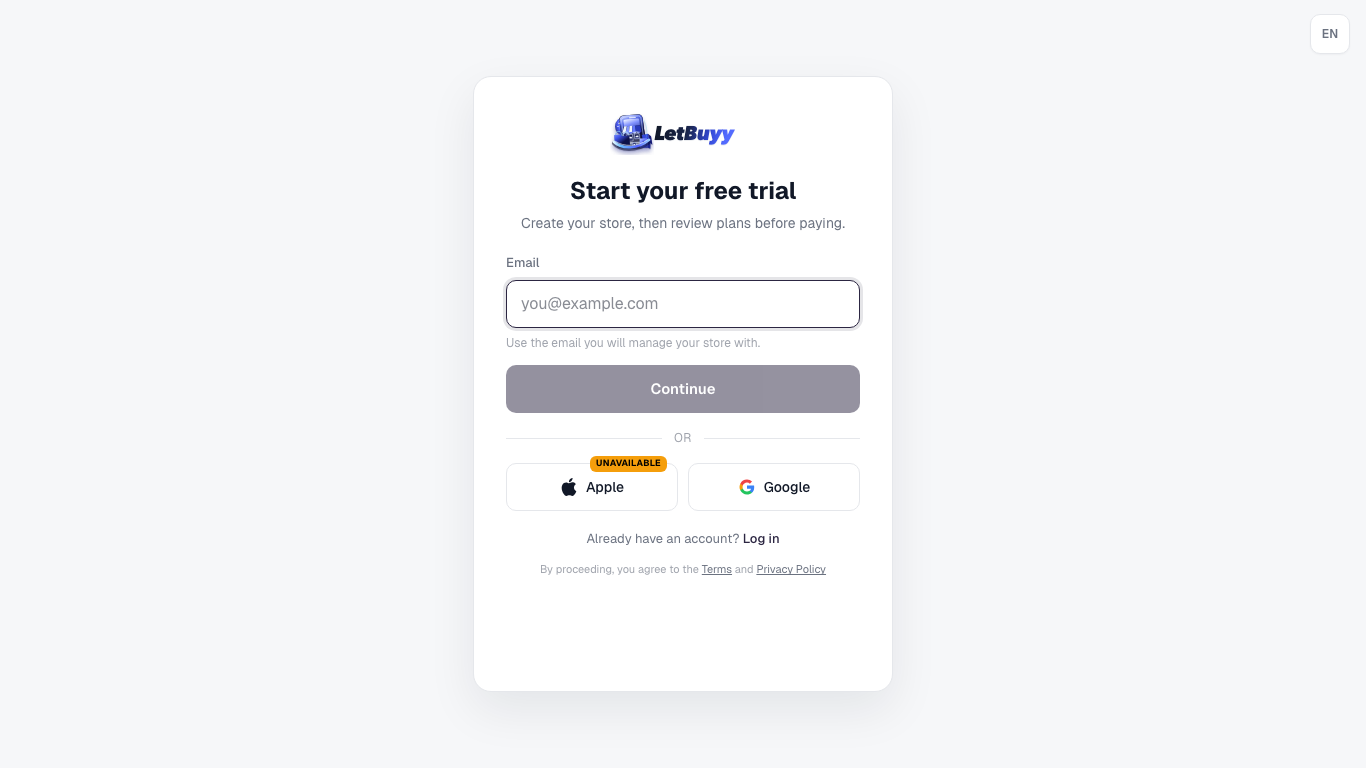 EN
LetBuyy
Start your free trial
Create your store, then review plans before paying.
Email
you@example.com
Use the email you will manage your store with.
Continue
OR
UNAVAILABLE
Apple
Google
Already have an account? Log in
By proceeding, you agree to the Terms and Privacy Policy